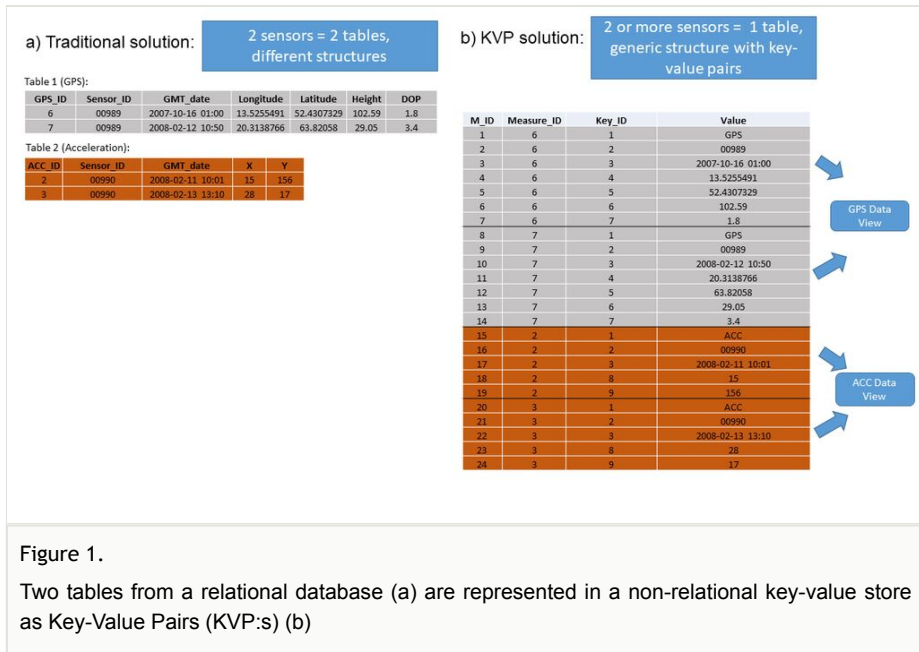 a) Traditional solution:
2 sensors = 2 tables,
different structures
Table 1 (GPS):
GPS_ID Sensor_ID GMT_date Longitude Latitude Height DOP
6 00989 2007-10-16 01:00 13.5255491 52.4307329 102.59 1.8
7 00989 2008-02-12 10:50 20.3138766 63.82058 29.05 3.4
Table 2 (Acceleration):
ACC_ID Sensor_ID GMT_date X Y
2 00990 2008-02-11 10:01 15 156
3 00990 2008-02-13 13:10 28 17
b) KVP solution:
2 or more sensors = 1 table,
generic structure with key-
value pairs
M_ID Measure_ID Key_ID Value
1 6 1 GPS
2 6 2 00989
3 6 3 2007-10-16 01:00
4 6 4 13.5255491
5 6 5 52.4307329
6 6 6 102.59
7 6 7 1.8
8 7 1 GPS
9 7 2 00989
10 7 3 2008-02-12 10:50
11 7 4 20.3138766
12 7 5 63.82058
13 7 6 29.05
14 7 7 3.4
15 2 1 ACC
16 2 2 00990
17 2 3 2008-02-11 10:01
18 2 8 15
19 2 9 156
20 3 1 ACC
21 3 2 00990
22 3 3 2008-02-13 13:10
23 3 8 28
24 3 9 17
GPS Data
View
ACC Data
View
Figure 1.
Two tables from a relational database (a) are represented in a non-relational key-value store
as Key-Value Pairs (KVP:s) (b)